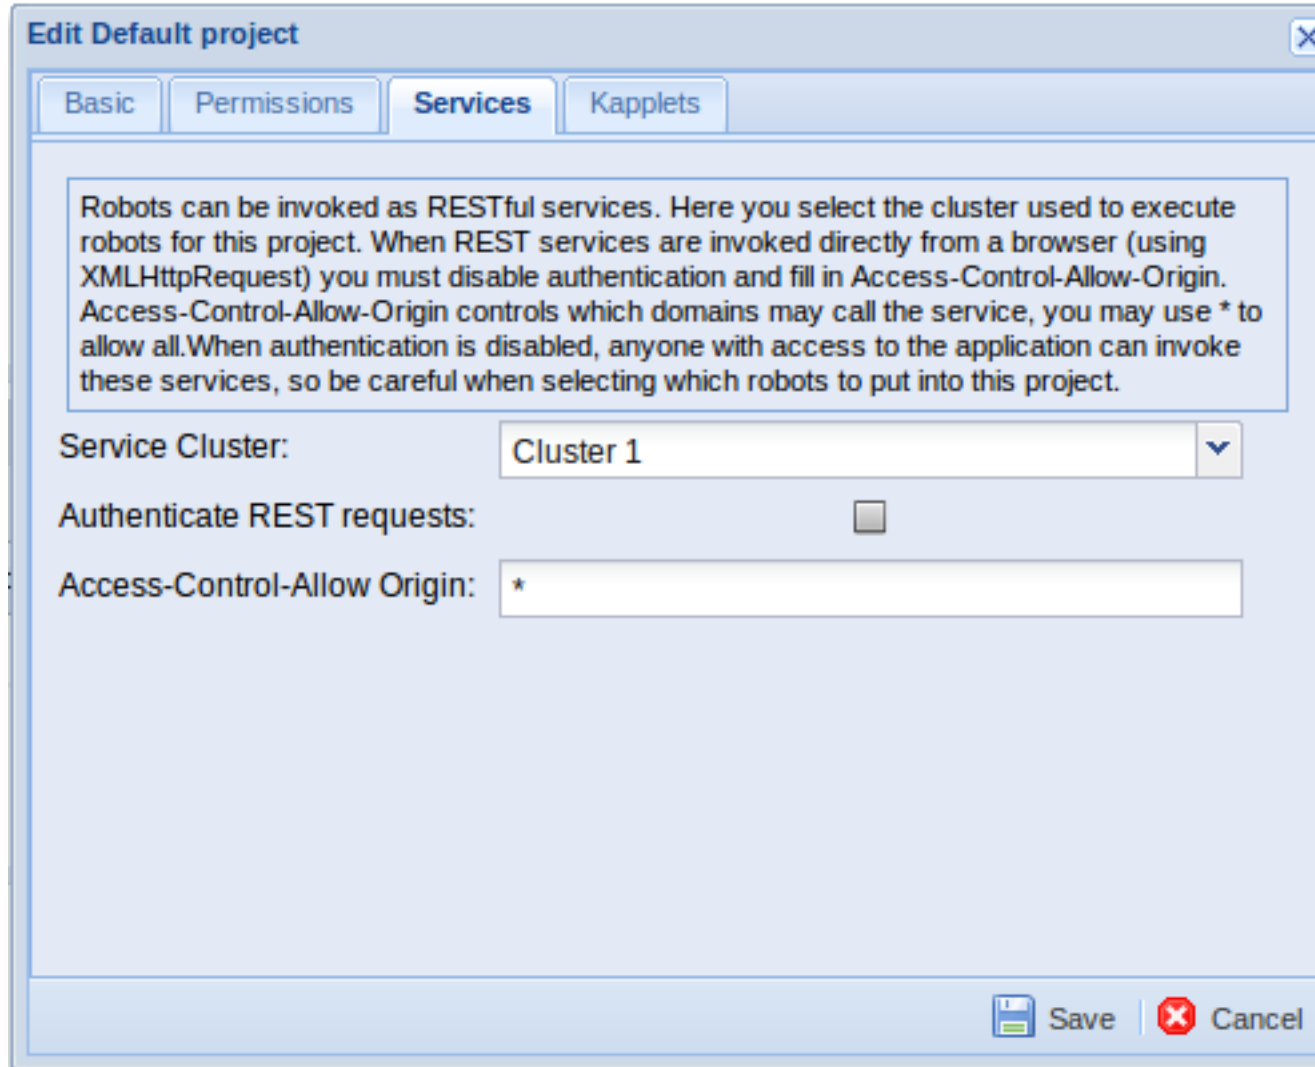 Edit Default project
Basic
Permissions
Services
Kapplets
Robots can be invoked as RESTful services. Here you select the cluster used to execute
robots for this project. When REST services are invoked directly from a browser (using
XMLHttpRequest) you must disable authentication and fill in Access-Control-Allow-Origin.
Access-Control-Allow-Origin controls which domains may call the service, you may use * to
allow all.When authentication is disabled, anyone with access to the application can invoke
these services, so be careful when selecting which robots to put into this project.
Service Cluster:
Cluster 1
Authenticate REST requests:
Access-Control-Allow Origin:
*
Save
Cancel